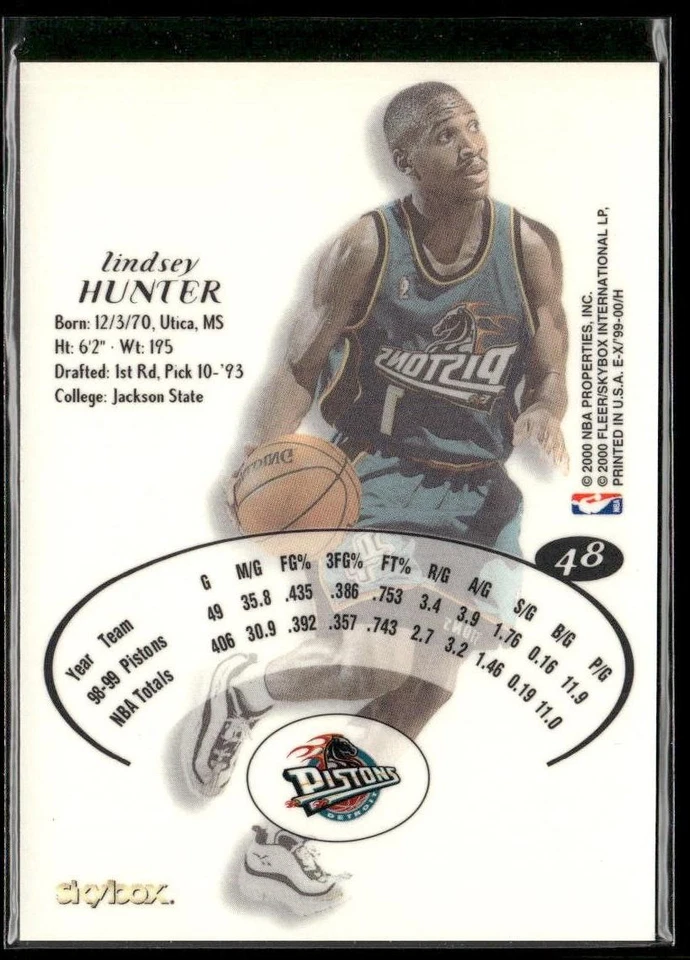 lindsey
HUNTER
Born: 12/3/70, Utica, MS
Ht: 6'2" · Wt: 195
Drafted: 1st Rd, Pick 10-'93
College: Jackson State
PISTONS
1
© 2000 NBA PROPERTIES, INC.
© 2000 FLEER/SKYBOX INTERNATIONAL LP,
PRINTED IN U.S.A. E-X/'99-00/H
NBA
48
Year Team G M/G FG% 3FG% FT% R/G A/G S/G B/G P/G
98-99 Pistons 49 35.8 .435 .386 .753 3.4 3.9 1.76 0.16 11.9
NBA Totals 406 30.9 .392 .357 .743 2.7 3.2 1.46 0.19 11.0
PISTONS
DETROIT
skybox.